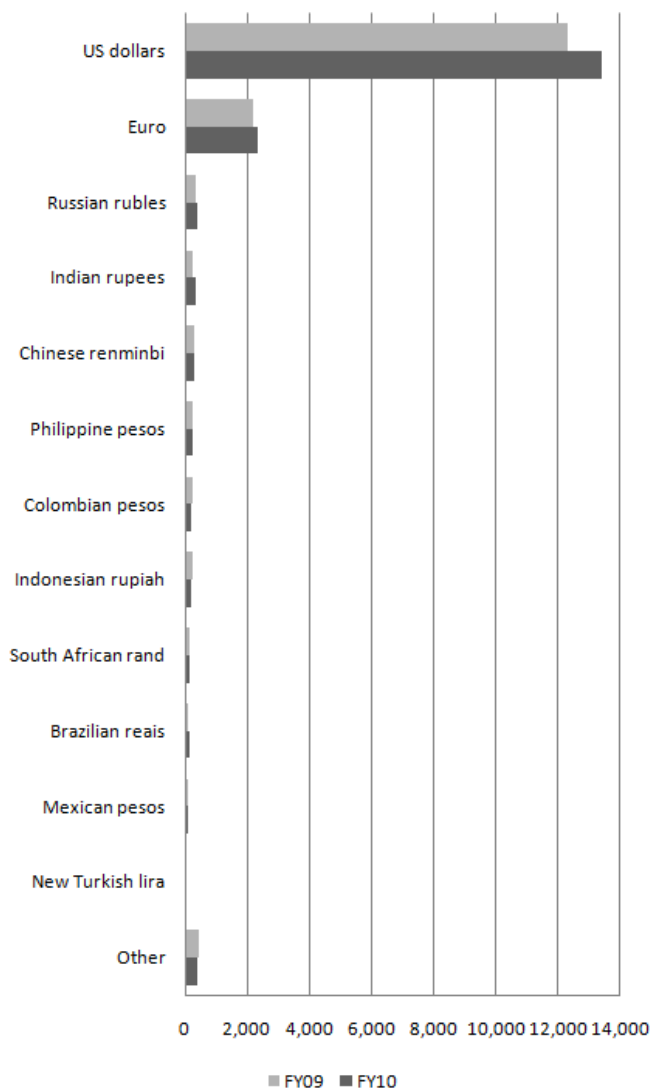 US dollars
Euro
Russian rubles
Indian rupees
Chinese renminbi
Philippine pesos
Colombian pesos
Indonesian rupiah
South African rand
Brazilian reais
Mexican pesos
New Turkish lira
Other
0 2,000 4,000 6,000 8,000 10,000 12,000 14,000
FY09 FY10